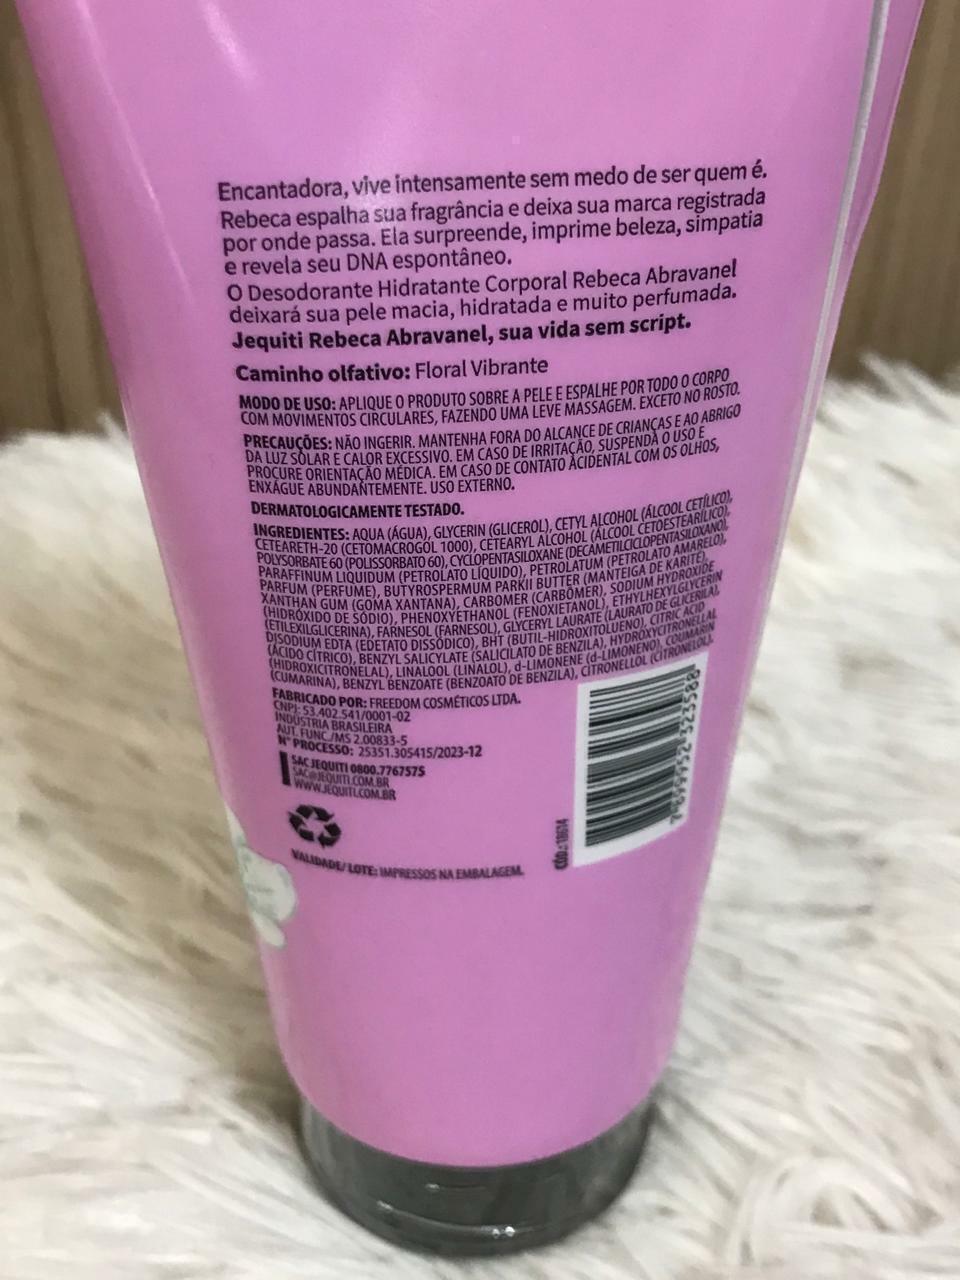 Encantadora, vive intensamente sem medo de ser quem é.
Rebeca espalha sua fragrância e deixa sua marca registrada
por onde passa. Ela surpreende, imprime beleza, simpatia
e revela seu DNA espontâneo.
O Desodorante Hidratante Corporal Rebeca Abravanel
deixará sua pele macia, hidratada e muito perfumada.
Jequiti Rebeca Abravanel, sua vida sem script.
Caminho olfativo: Floral Vibrante
MODO DE USO: APLIQUE O PRODUTO SOBRE A PELE E ESPALHE POR TODO O CORPO
COM MOVIMENTOS CIRCULARES, FAZENDO UMA LEVE MASSAGEM. EXCETO NO ROSTO.
PRECAUÇÕES: NÃO INGERIR. MANTENHA FORA DO ALCANCE DE CRIANÇAS E AO ABRIGO
DA LUZ SOLAR E CALOR EXCESSIVO. EM CASO DE IRRITAÇÃO, SUSPENDA O USO E
PROCURE ORIENTAÇÃO MÉDICA. EM CASO DE CONTATO ACIDENTAL COM OS OLHOS,
ENXÁGUE ABUNDANTEMENTE. USO EXTERNO.
DERMATOLOGICAMENTE TESTADO.
INGREDIENTES: AQUA (ÁGUA), GLYCERIN (GLICEROL), CETYL ALCOHOL (ÁLCOOL CETÍLICO),
CETEARETH-20 (CETOMACROGOL 1000), CETEARYL ALCOHOL (ÁLCOOL CETOESTEARÍLICO),
POLYSORBATE 60 (POLISSORBATO 60), CYCLOPENTASILOXANE (DECAMETILCICLOPENTASILOXANO),
PARAFFINUM LIQUIDUM (PETROLATO LÍQUIDO), PETROLATUM (PETROLATO AMARELO),
PARFUM (PERFUME), BUTYROSPERMUM PARKII BUTTER (MANTEIGA DE KARITÉ),
XANTHAN GUM (GOMA XANTANA), CARBOMER (CARBÔMER), SODIUM HYDROXIDE
(HIDRÓXIDO DE SÓDIO), PHENOXYETHANOL (FENOXIETANOL), ETHYLHEXYLGLYCERIN
(ETILEXILGLICERINA), FARNESOL (FARNESOL), GLYCERYL LAURATE (LAURATO DE GLICERILA),
DISODIUM EDTA (EDETATO DISSÓDICO), BHT (BUTIL-HIDROXITOLUENO), CITRIC ACID
(ÁCIDO CÍTRICO), BENZYL SALICYLATE (SALICILATO DE BENZILA), HYDROXYCITRONELLAL
(HIDROXICITRONELAL), LINALOOL (LINALOL), d-LIMONENE (d-LIMONENO), COUMARIN
(CUMARINA), BENZYL BENZOATE (BENZOATO DE BENZILA), CITRONELLOL (CITRONELOL).
FABRICADO POR: FREEDOM COSMÉTICOS LTDA.
CNPJ: 53.402.541/0001-02
INDÚSTRIA BRASILEIRA
AUT. FUNC./MS 2.00833-5
Nº PROCESSO: 25351.305415/2023-12
SAC JEQUITI 0800.7767575
SAC@JEQUITI.COM.BR
WWW.JEQUITI.COM.BR
VALIDADE/ LOTE: IMPRESSOS NA EMBALAGEM.
CÓD.: 18614
7 899952 323588